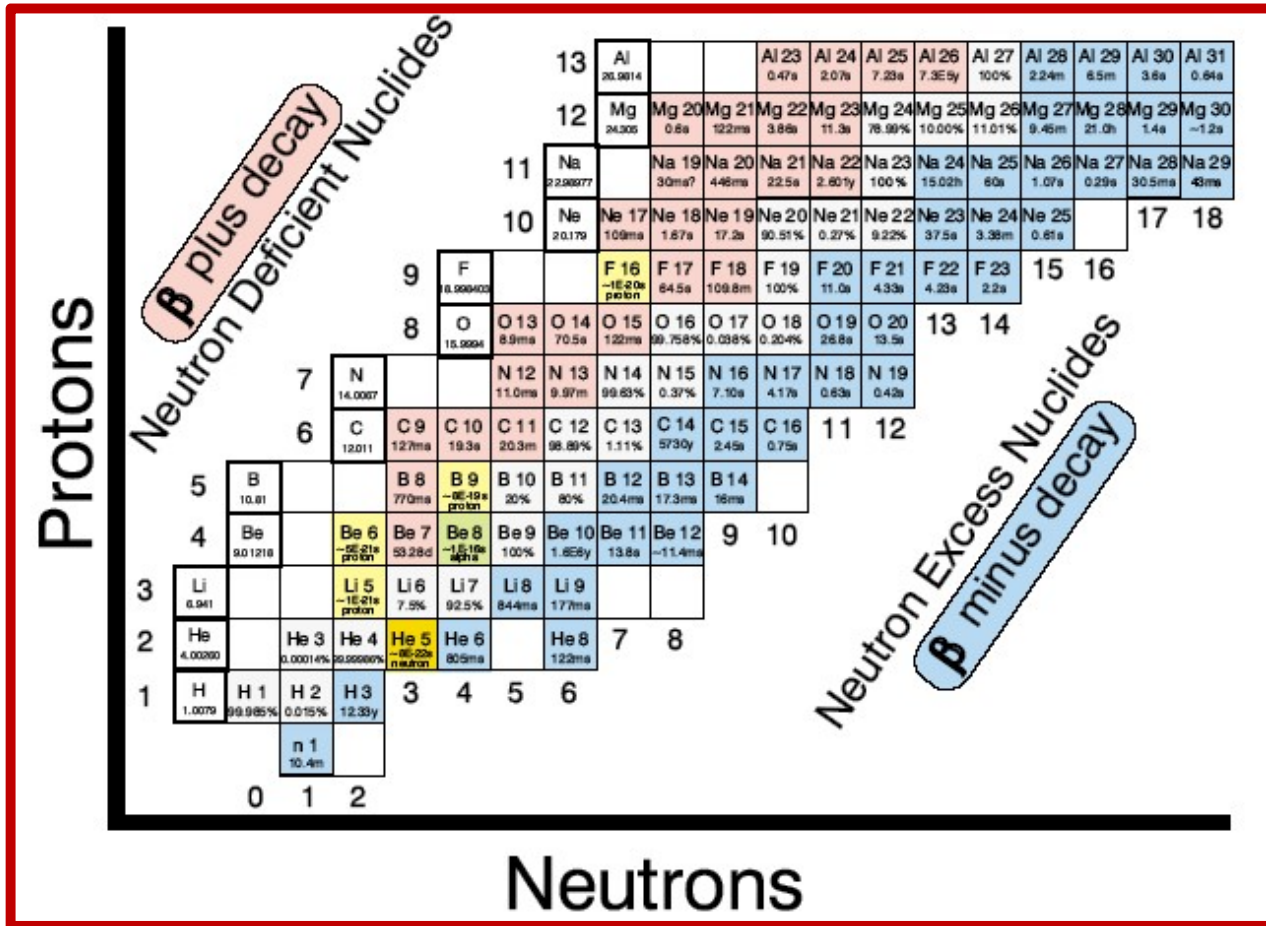 β plus decay
Neutron Deficient Nuclides
Protons
13 Al Al 23 Al 24 Al 25 Al 26 Al 27 Al 28 Al 29 Al 30 Al 31
26.9814 0.47s 2.07s 7.23s 7.3E5y 100% 2.24m 6.5m 3.6s 0.64s
12 Mg Mg 20 Mg 21 Mg 22 Mg 23 Mg 24 Mg 25 Mg 26 Mg 27 Mg 28 Mg 29 Mg 30
24.305 0.6s 122ms 3.86s 11.3s 78.99% 10.00% 11.01% 9.45m 21.0h 1.4s ~1.2s
11 Na Na 19 Na 20 Na 21 Na 22 Na 23 Na 24 Na 25 Na 26 Na 27 Na 28 Na 29
22.98977 30ms? 446ms 22.5s 2.601y 100% 15.02h 60s 1.07s 0.29s 30.5ms 43ms
10 Ne Ne 17 Ne 18 Ne 19 Ne 20 Ne 21 Ne 22 Ne 23 Ne 24 Ne 25 17 18
20.179 109ms 1.67s 17.2s 90.51% 0.27% 9.22% 37.5s 3.38m 0.61s
9 F F 16 F 17 F 18 F 19 F 20 F 21 F 22 F 23 15 16
18.998403 ~1E-20s 64.5s 109.8m 100% 11.0s 4.33s 4.23s 2.2s
proton
8 O O 13 O 14 O 15 O 16 O 17 O 18 O 19 O 20 13 14
15.9994 8.9ms 70.5s 122ms 99.758% 0.038% 0.204% 26.8s 13.5s
7 N N 12 N 13 N 14 N 15 N 16 N 17 N 18 N 19
14.0067 11.0ms 9.97m 99.63% 0.37% 7.10s 4.17s 0.63s 0.42s
6 C C 9 C 10 C 11 C 12 C 13 C 14 C 15 C 16 11 12
12.011 127ms 19.3s 20.3m 98.89% 1.11% 5730y 2.45s 0.75s
5 B B 8 B 9 B 10 B 11 B 12 B 13 B 14
10.81 770ms ~8E-19s 20% 80% 20.4ms 17.3ms 16ms
proton
4 Be Be 6 Be 7 Be 8 Be 9 Be 10 Be 11 Be 12 9 10
9.01218 ~5E-21s 53.28d ~1E-16s 100% 1.6E6y 13.8s ~11.4ms
proton alpha
3 Li Li 5 Li 6 Li 7 Li 8 Li 9
6.941 ~1E-21s 7.5% 92.5% 844ms 177ms
proton
2 He He 3 He 4 He 5 He 6 He 8 7 8
4.00260 0.00014% 99.99986% ~8E-22s 805ms 122ms
neutron
1 H H 1 H 2 H 3 3 4 5 6
1.0079 99.985% 0.015% 12.33y
n 1
10.4m
0 1 2
Neutron Excess Nuclides
β minus decay
Neutrons